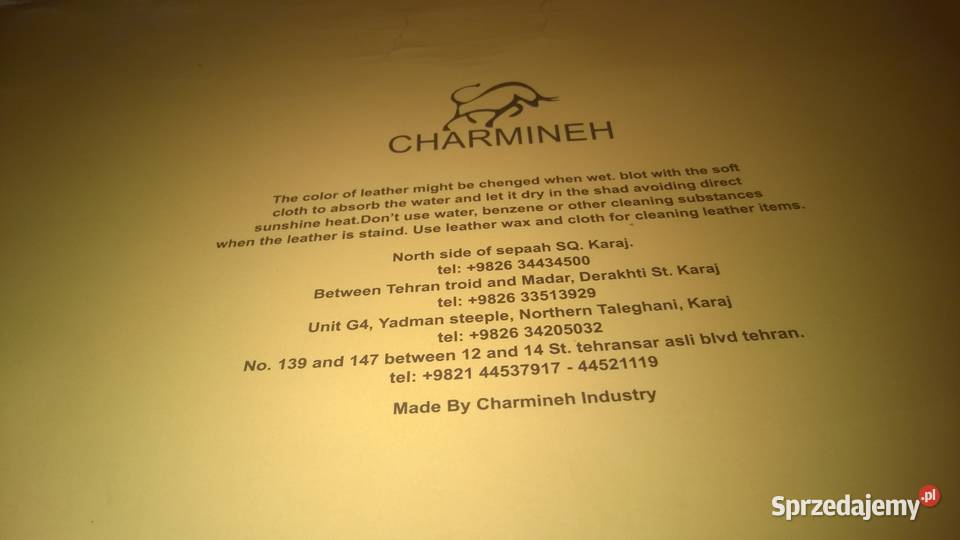 CHARMINEH
The color of leather might be chenged when wet. blot with the soft
cloth to absorb the water and let it dry in the shad avoiding direct
sunshine heat.Don't use water, benzene or other cleaning substances
when the leather is staind. Use leather wax and cloth for cleaning leather items.
North side of sepaah SQ. Karaj.
tel: +9826 34434500
Between Tehran troid and Madar, Derakhti St. Karaj
tel: +9826 33513929
Unit G4, Yadman steeple, Northern Taleghani, Karaj
tel: +9826 34205032
No. 139 and 147 between 12 and 14 St. tehransar asli blvd tehran.
tel: +9821 44537917 - 44521119
Made By Charmineh Industry
Sprzedajemy.pl